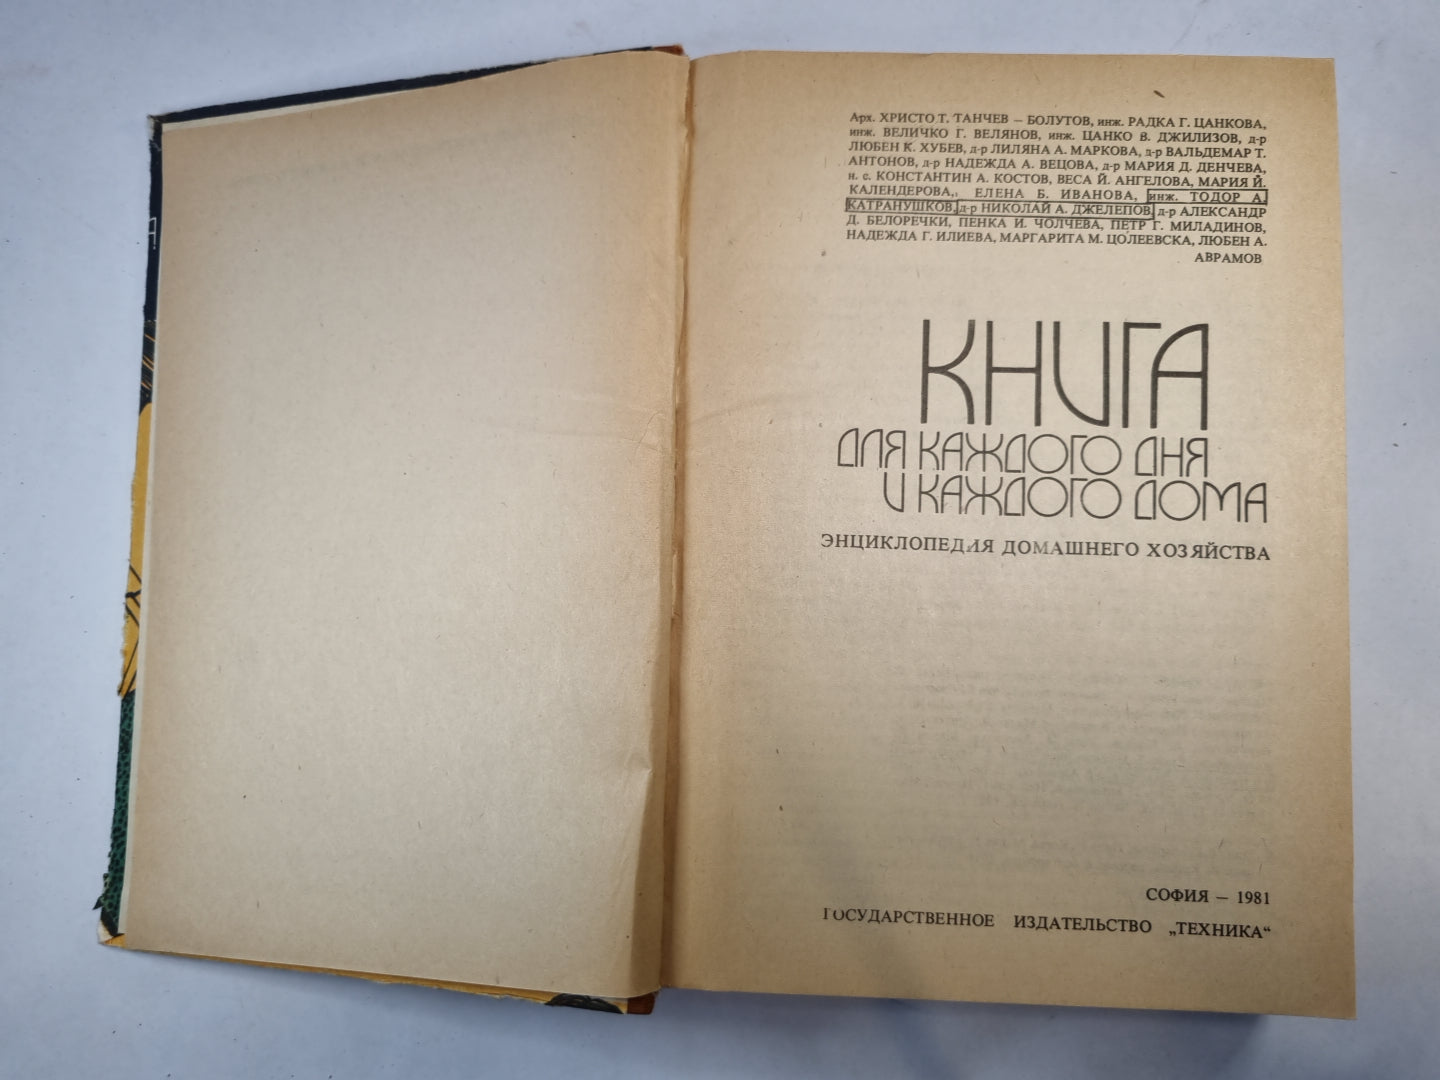 Арх. ХРИСТО Т. ТАНЧЕВ – БОЛУТОВ, инж. РАДКА Г. ЦАНКОВА,
инж. ВЕЛИЧКО Г. ВЕЛЯНОВ, инж. ЦАНКО В. ДЖИЛИЗОВ, д-р
ЛЮБЕН К. ХУБЕВ, д-р ЛИЛЯНА А. МАРКОВА, д-р ВАЛЬДЕМАР Т.
АНТОНОВ, д-р НАДЕЖДА А. ВЕЦОВА, д-р МАРИЯ Д. ДЕНЧЕВА,
н. с. КОНСТАНТИН А. КОСТОВ, ВЕСА Й. АНГЕЛОВА, МАРИЯ Й.
КАЛЕНДЕРОВА, ЕЛЕНА Б. ИВАНОВА, инж. ТОДОР А.
КАТРАНУШКОВ, д-р НИКОЛАЙ А. ДЖЕЛЕПОВ, д-р АЛЕКСАНДР
Д. БЕЛОРЕЧКИ, ПЕНКА И. ЧОЛЧЕВА, ПЕТР Г. МИЛАДИНОВ,
НАДЕЖДА Г. ИЛИЕВА, МАРГАРИТА М. ЦОЛЕЕВСКА, ЛЮБЕН А.
АВРАМОВ
КНИГА
ДЛЯ КАЖДОГО ДНЯ
И КАЖДОГО ДОМА
ЭНЦИКЛОПЕДИЯ ДОМАШНЕГО ХОЗЯЙСТВА
СОФИЯ – 1981
ГОСУДАРСТВЕННОЕ ИЗДАТЕЛЬСТВО „ТЕХНИКА“